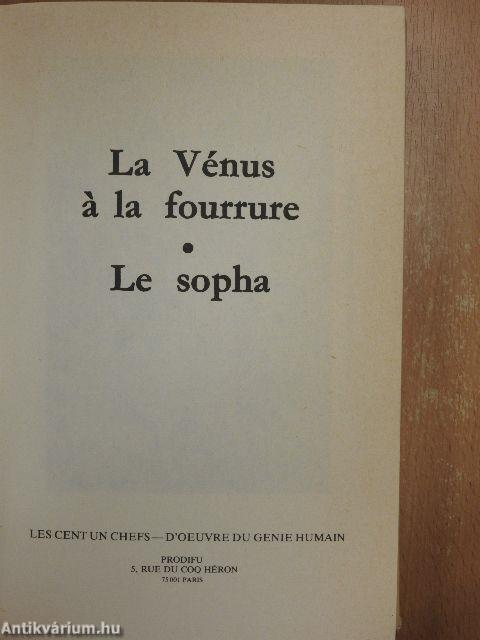 La Vénus
à la fourrure
•
Le sopha
LES CENT UN CHEFS—D'OEUVRE DU GENIE HUMAIN
PRODIFU
5, RUE DU COQ HÉRON
75001 PARIS
Antikvárium.hu